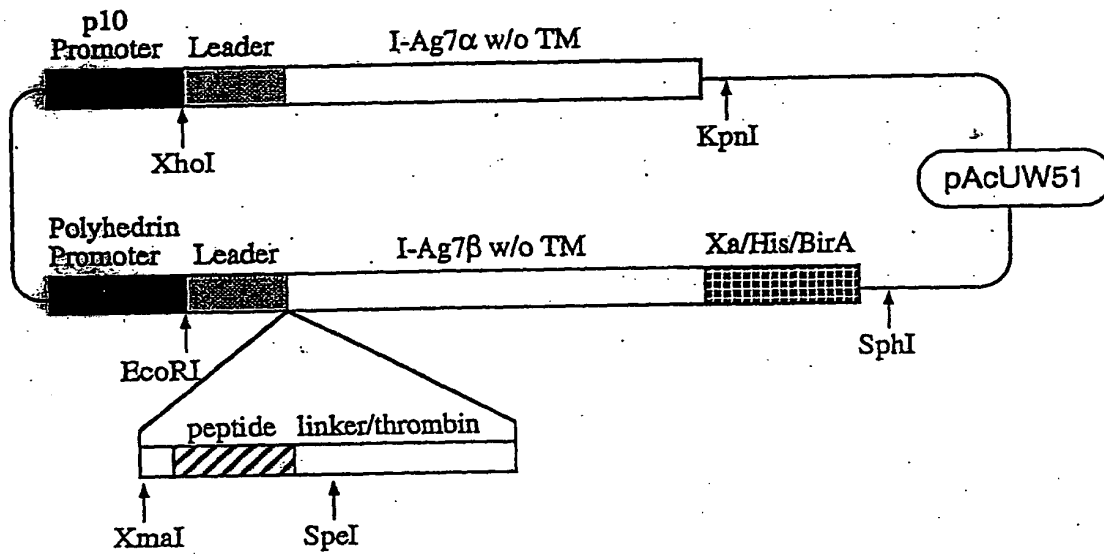 p10
Promoter Leader I-Ag7α w/o TM
XhoI
KpnI
pAcUW51
Polyhedrin
Promoter Leader I-Ag7β w/o TM Xa/His/BirA
EcoRI
SphI
peptide linker/thrombin
XmaI SpeI